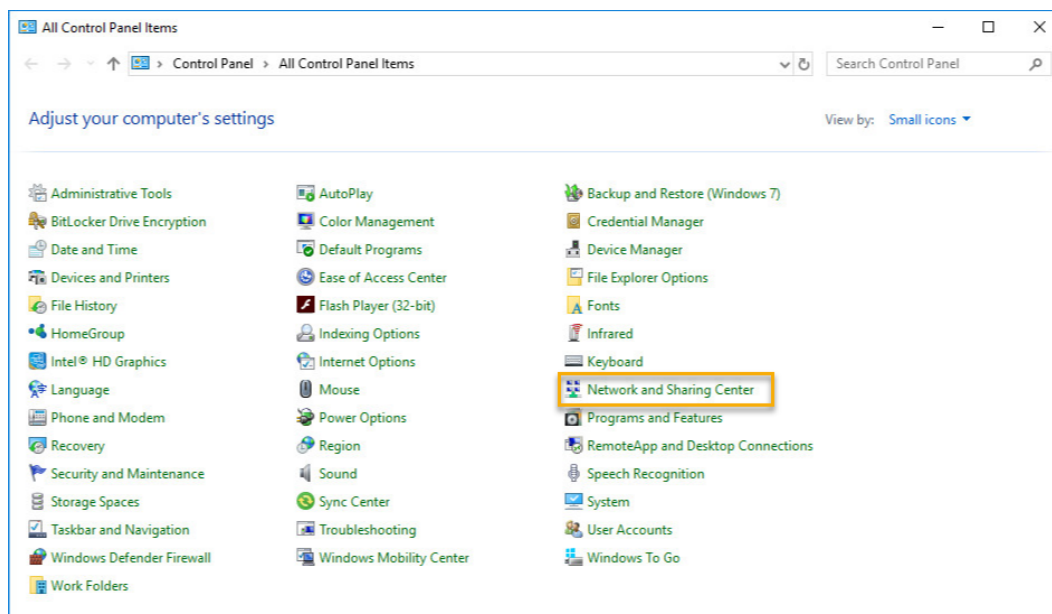 All Control Panel Items
Control Panel > All Control Panel Items
Search Control Panel
Adjust your computer's settings
View by: Small icons
Administrative Tools AutoPlay Backup and Restore (Windows 7)
BitLocker Drive Encryption Color Management Credential Manager
Date and Time Default Programs Device Manager
Devices and Printers Ease of Access Center File Explorer Options
File History Flash Player (32-bit) Fonts
HomeGroup Indexing Options Infrared
Intel® HD Graphics Internet Options Keyboard
Language Mouse Network and Sharing Center
Phone and Modem Power Options Programs and Features
Recovery Region RemoteApp and Desktop Connections
Security and Maintenance Sound Speech Recognition
Storage Spaces Sync Center System
Taskbar and Navigation Troubleshooting User Accounts
Windows Defender Firewall Windows Mobility Center Windows To Go
Work Folders